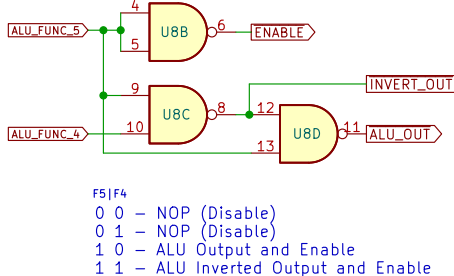 4
ALU_FUNC_5
U8B
6
ENABLE
5
9
INVERT_OUT
U8C
8
12
10
ALU_FUNC_4
U8D
11
ALU_OUT
13
F5|F4
0 0 – NOP (Disable)
0 1 – NOP (Disable)
1 0 – ALU Output and Enable
1 1 – ALU Inverted Output and Enable